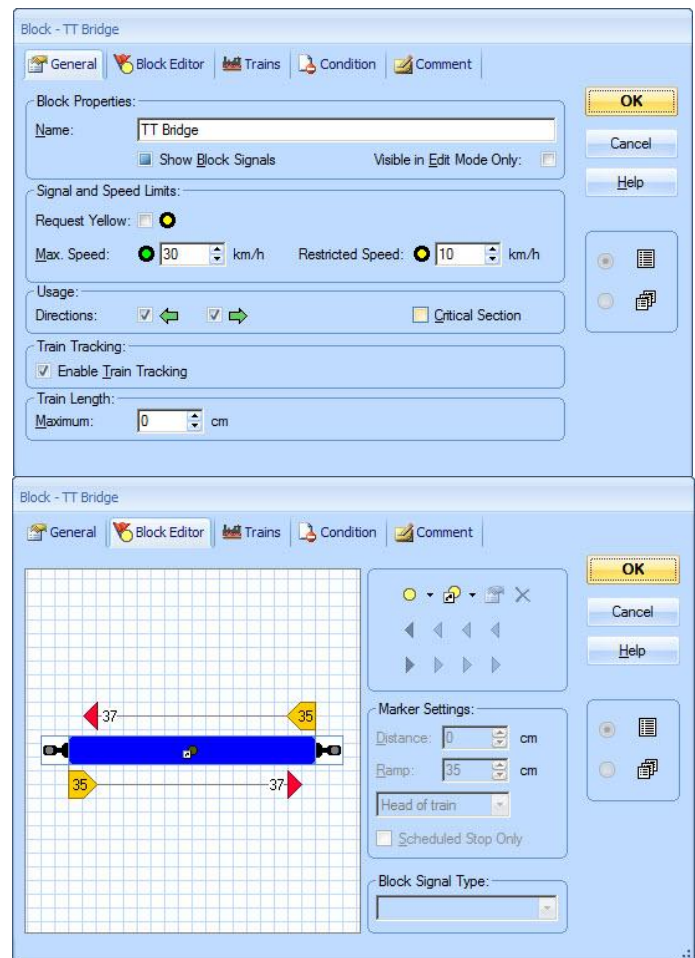 Block - TT Bridge
General Block Editor Trains Condition Comment
Block Properties:
OK
Name: TT Bridge
Cancel
Show Block Signals Visible in Edit Mode Only:
Help
Signal and Speed Limits:
Request Yellow:
Max. Speed: 30 km/h Restricted Speed: 10 km/h
Usage:
Directions: Critical Section
Train Tracking:
Enable Train Tracking
Train Length:
Maximum: 0 cm
Block - TT Bridge
General Block Editor Trains Condition Comment
OK
Cancel
Help
37 35
35 37
Marker Settings:
Distance: 0 cm
Ramp: 35 cm
Head of train
Scheduled Stop Only
Block Signal Type: